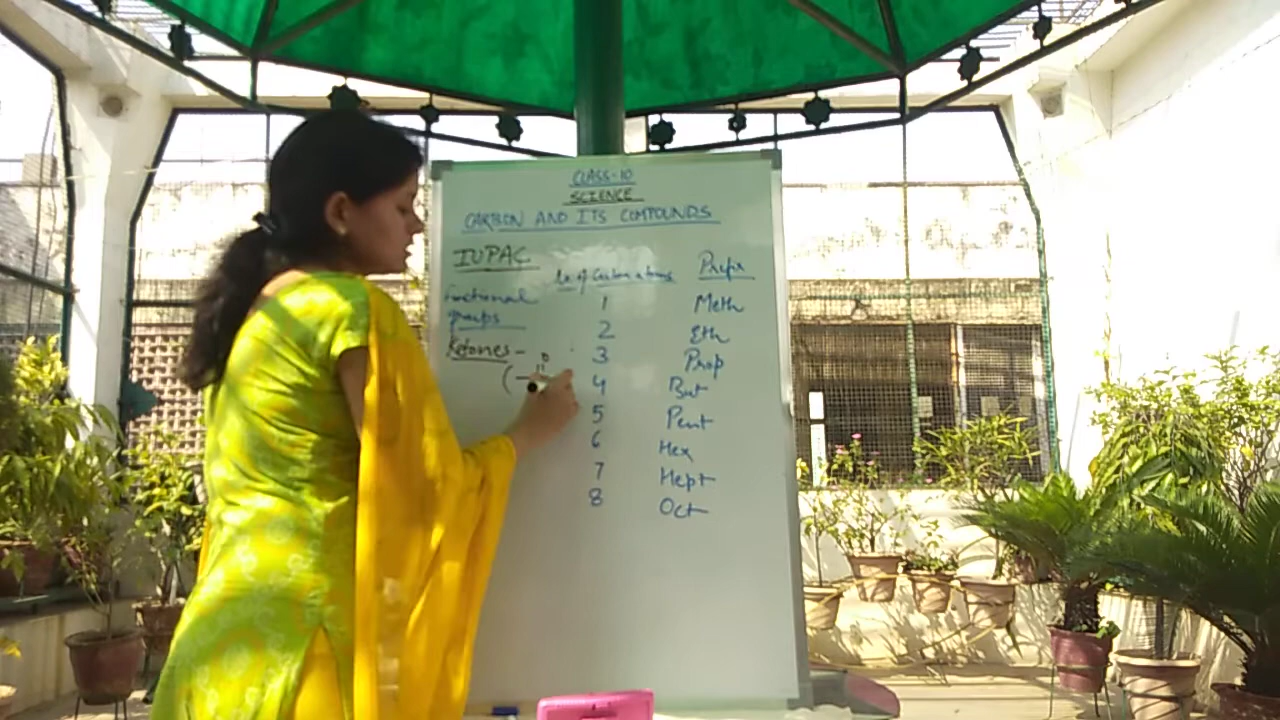 CLASS-10
SCIENCE
CARBON AND ITS COMPOUNDS
IUPAC
functional
groups
Ketones -
O
No of Carbon atoms
1
2
3
4
5
6
7
8
Prefix
Meth
Eth
Prop
But
Pent
Hex
Hept
Oct